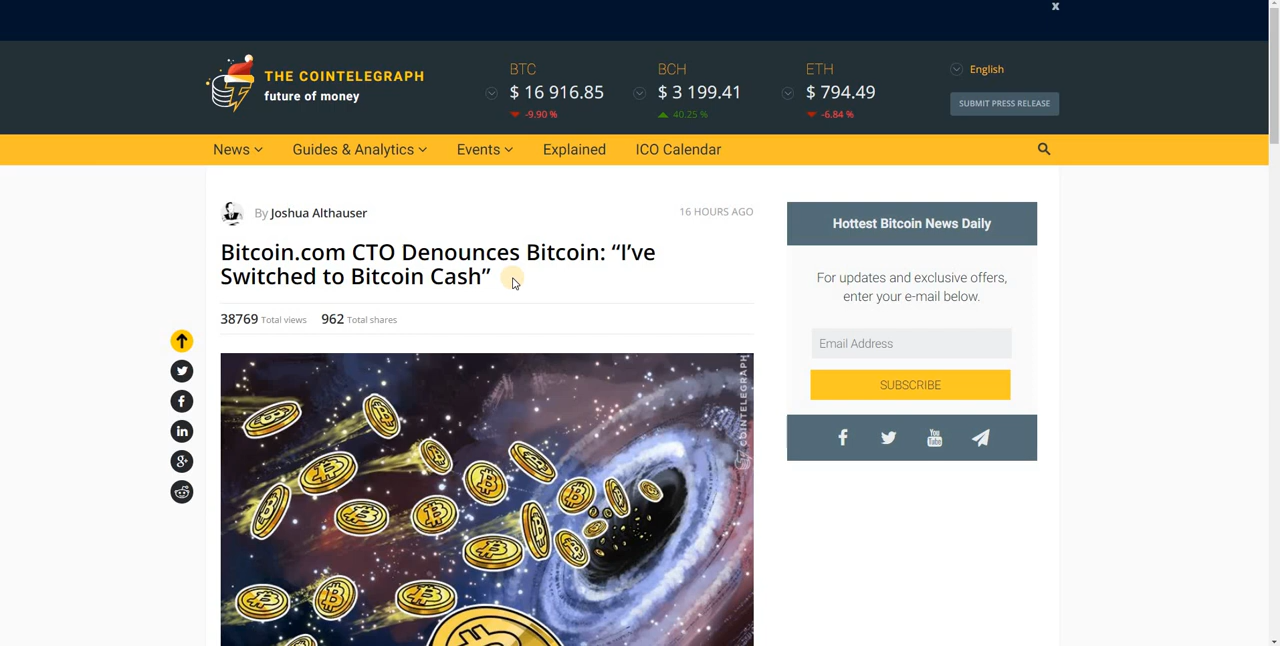 x
THE COINTELEGRAPH
future of money
BTC
$ 16 916.85
-9.90 %
BCH
$ 3 199.41
40.25 %
ETH
$ 794.49
-6.84 %
English
SUBMIT PRESS RELEASE
News
Guides & Analytics
Events
Explained
ICO Calendar
By Joshua Althauser
16 HOURS AGO
Bitcoin.com CTO Denounces Bitcoin: “I’ve
Switched to Bitcoin Cash”
38769 Total views 962 Total shares
COINTELEGRAPH
Hottest Bitcoin News Daily
For updates and exclusive offers,
enter your e-mail below.
Email Address
SUBSCRIBE
You
Tube